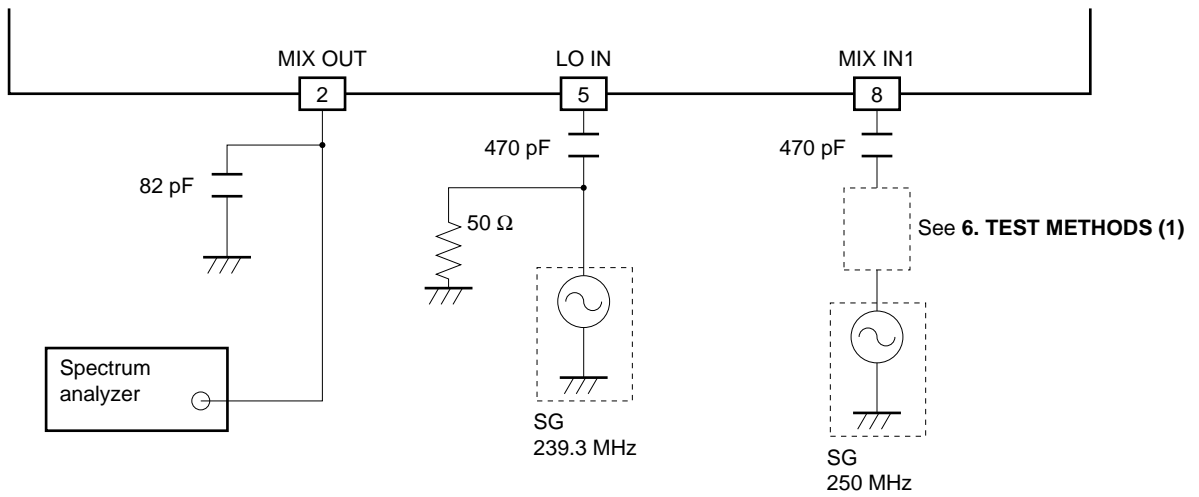 MIX OUT
LO IN
MIX IN1
2
5
8
470 pF
470 pF
82 pF
50 Ω
See 6. TEST METHODS (1)
Spectrum
analyzer
SG
239.3 MHz
SG
250 MHz